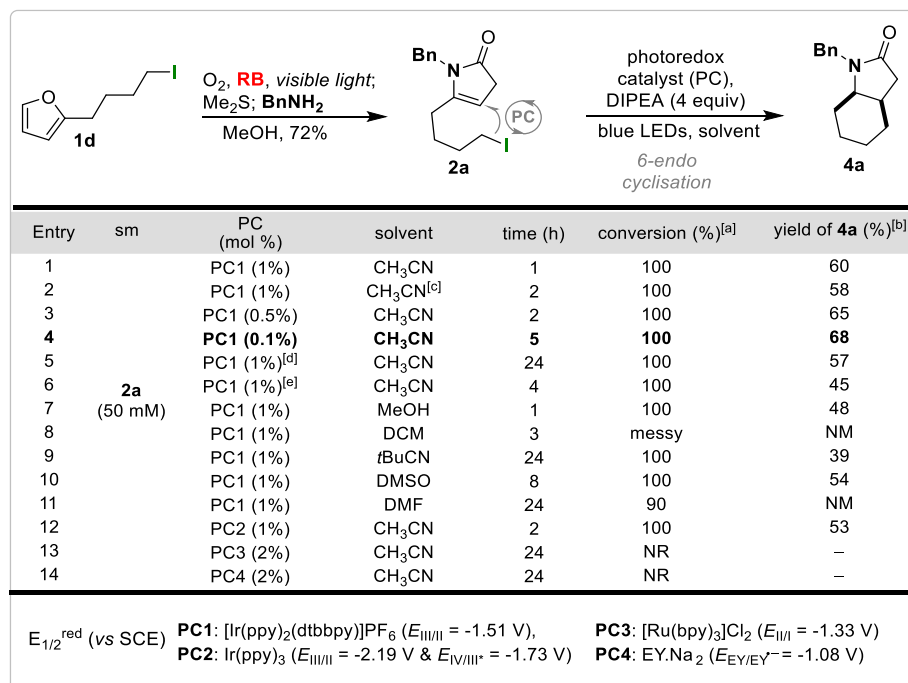 I
1d
O2, RB, visible light;
Me2S; BnNH2
MeOH, 72%
Bn
N
O
PC
I
2a
photoredox
catalyst (PC),
DIPEA (4 equiv)
blue LEDs, solvent
6-endo
cyclisation
Bn
N
O
4a
Entry sm PC (mol %) solvent time (h) conversion (%)[a] yield of 4a (%)[b]
1 PC1 (1%) CH3CN 1 100 60
2 PC1 (1%) CH3CN[c] 2 100 58
3 PC1 (0.5%) CH3CN 2 100 65
4 PC1 (0.1%) CH3CN 5 100 68
5 PC1 (1%)[d] CH3CN 24 100 57
6 PC1 (1%)[e] CH3CN 4 100 45
2a
(50 mM)
7 PC1 (1%) MeOH 1 100 48
8 PC1 (1%) DCM 3 messy NM
9 PC1 (1%) tBuCN 24 100 39
10 PC1 (1%) DMSO 8 100 54
11 PC1 (1%) DMF 24 90 NM
12 PC2 (1%) CH3CN 2 100 53
13 PC3 (2%) CH3CN 24 NR –
14 PC4 (2%) CH3CN 24 NR –
E1/2red (vs SCE)
PC1: [Ir(ppy)2(dtbbpy)]PF6 (EIII/II = -1.51 V),
PC2: Ir(ppy)3 (EIII/II = -2.19 V & EIV/III* = -1.73 V)
PC3: [Ru(bpy)3]Cl2 (EII/I = -1.33 V)
PC4: EY.Na2 (EEY/EY•– = -1.08 V)